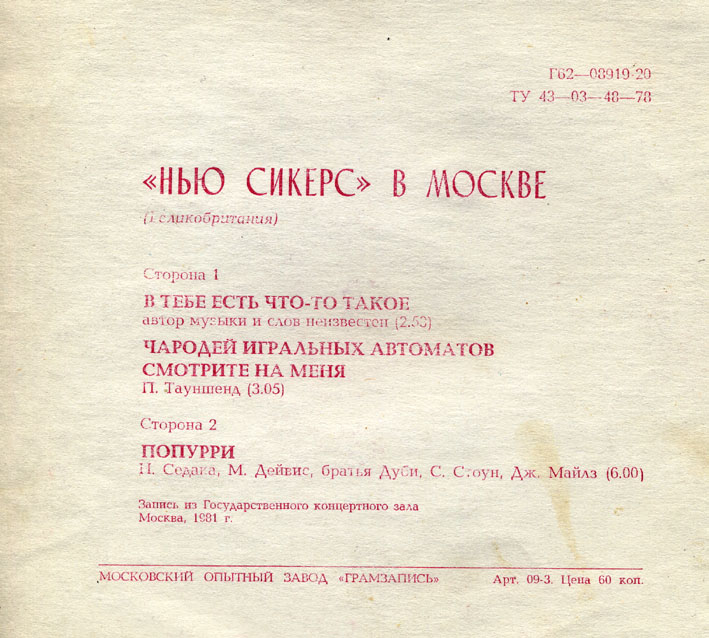 Г62—08919-20
ТУ 43—03—48—78
«НЬЮ СИКЕРС» В МОСКВЕ
(Великобритания)
Сторона 1
В ТЕБЕ ЕСТЬ ЧТО-ТО ТАКОЕ
автор музыки и слов неизвестен (2.53)
ЧАРОДЕЙ ИГРАЛЬНЫХ АВТОМАТОВ
СМОТРИТЕ НА МЕНЯ
П. Тауншенд (3.05)
Сторона 2
ПОПУРРИ
Н. Седака, М. Дейвис, братья Дуби, С. Стоун, Дж. Майлз (6.00)
Запись из Государственного концертного зала
Москва, 1981 г.
МОСКОВСКИЙ ОПЫТНЫЙ ЗАВОД «ГРАМЗАПИСЬ» Арт. 09-3. Цена 60 коп.